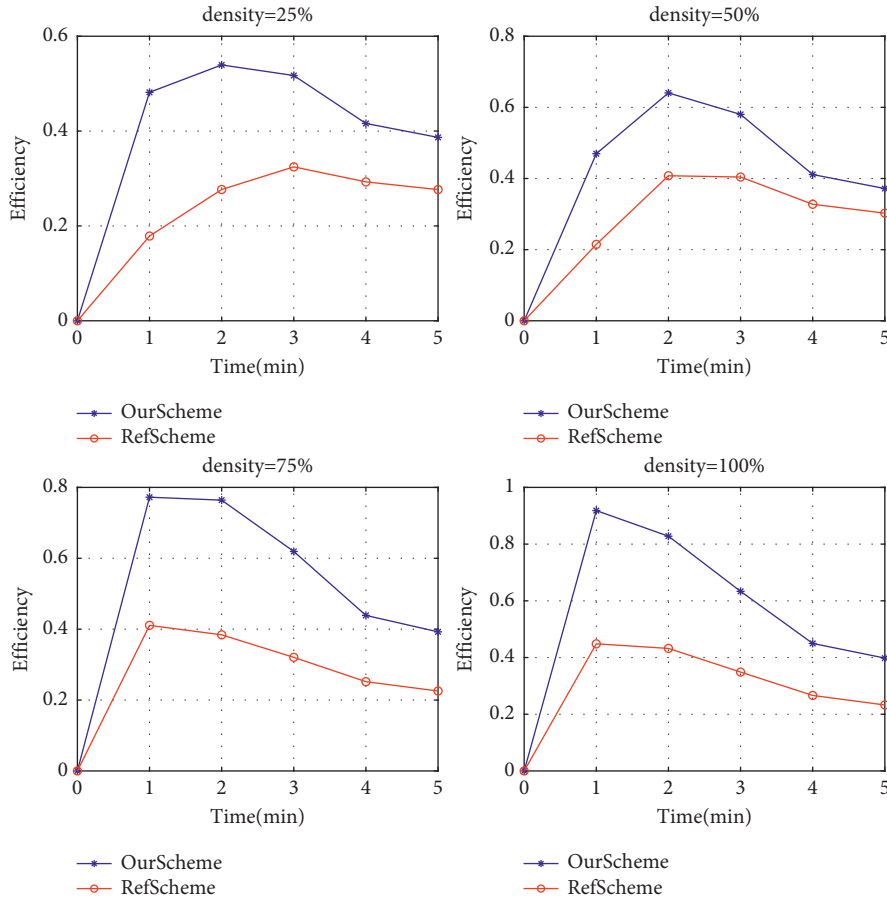 density=25%
0.6
0.4
0.2
0
Efficiency
0 1 2 3 4 5
Time(min)
OurScheme
RefScheme
density=50%
0.8
0.6
0.4
0.2
0
Efficiency
0 1 2 3 4 5
Time(min)
OurScheme
RefScheme
density=75%
0.8
0.6
0.4
0.2
0
Efficiency
0 1 2 3 4 5
Time(min)
OurScheme
RefScheme
density=100%
1
0.8
0.6
0.4
0.2
0
Efficiency
0 1 2 3 4 5
Time(min)
OurScheme
RefScheme